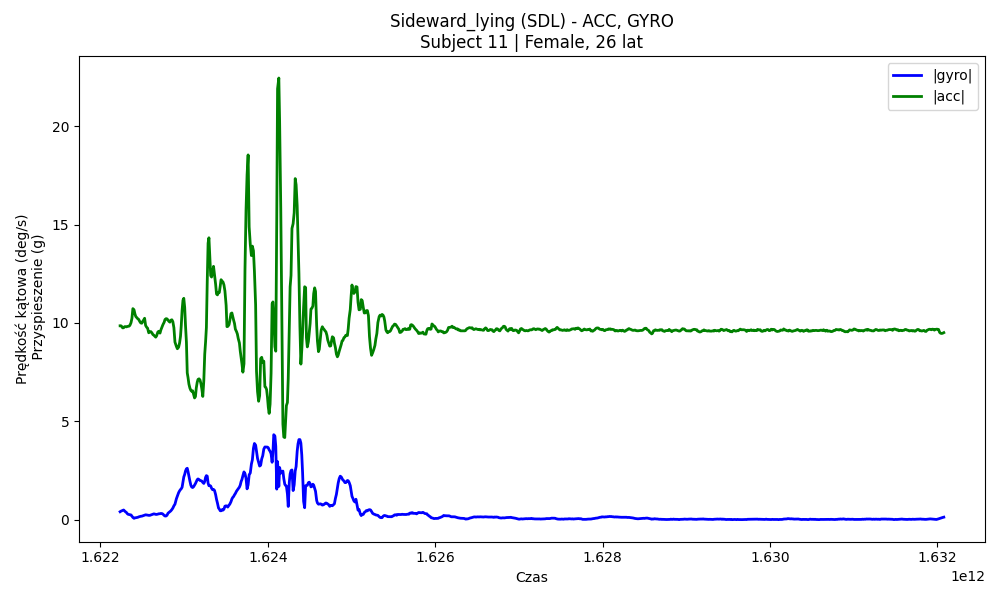 Sideward_lying (SDL) - ACC, GYRO
Subject 11 | Female, 26 lat
|gyro|
|acc|
Prędkość kątowa (deg/s)
Przyspieszenie (g)
20
15
10
5
0
1.622
1.624
1.626
1.628
1.630
1.632
1e12
Czas